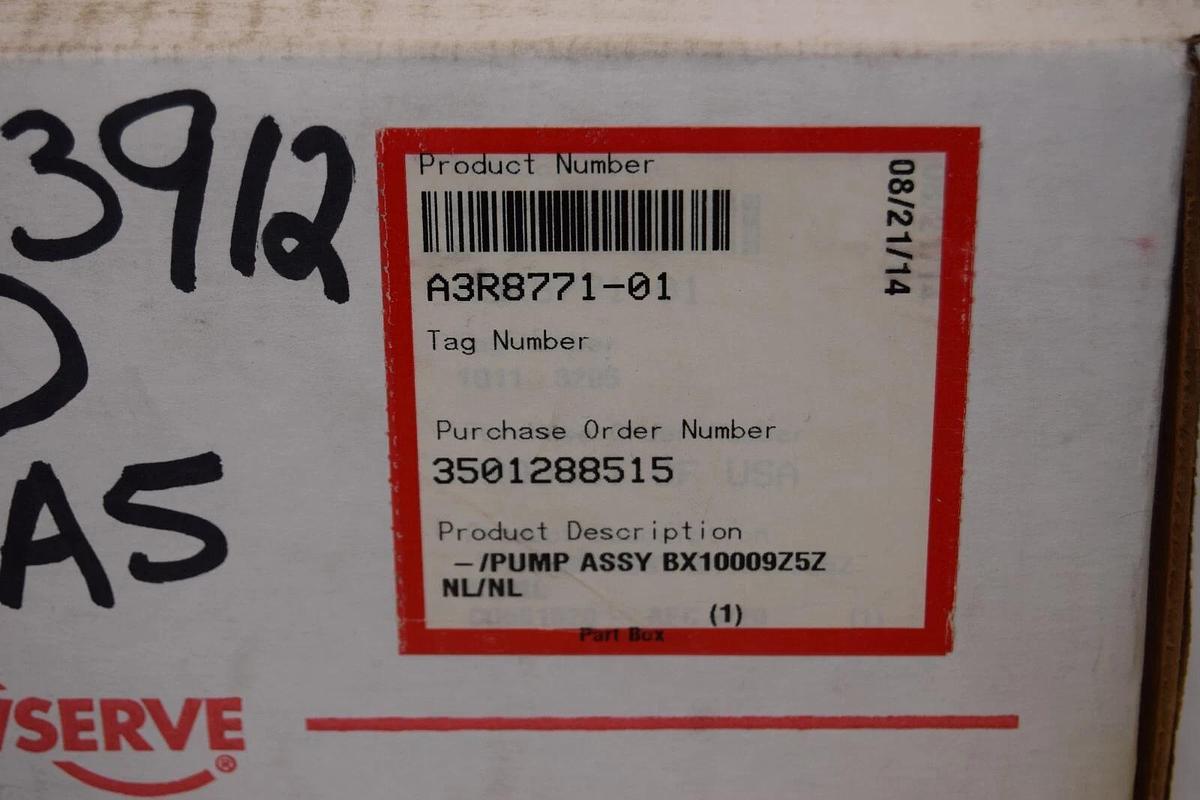 3912
A5
Product Number
08/21/14
A3R8771-01
Tag Number
Purchase Order Number
3501288515
Product Description
-/PUMP ASSY BX10009Z5Z
NL/NL
(1)
Part Box
SERVE®